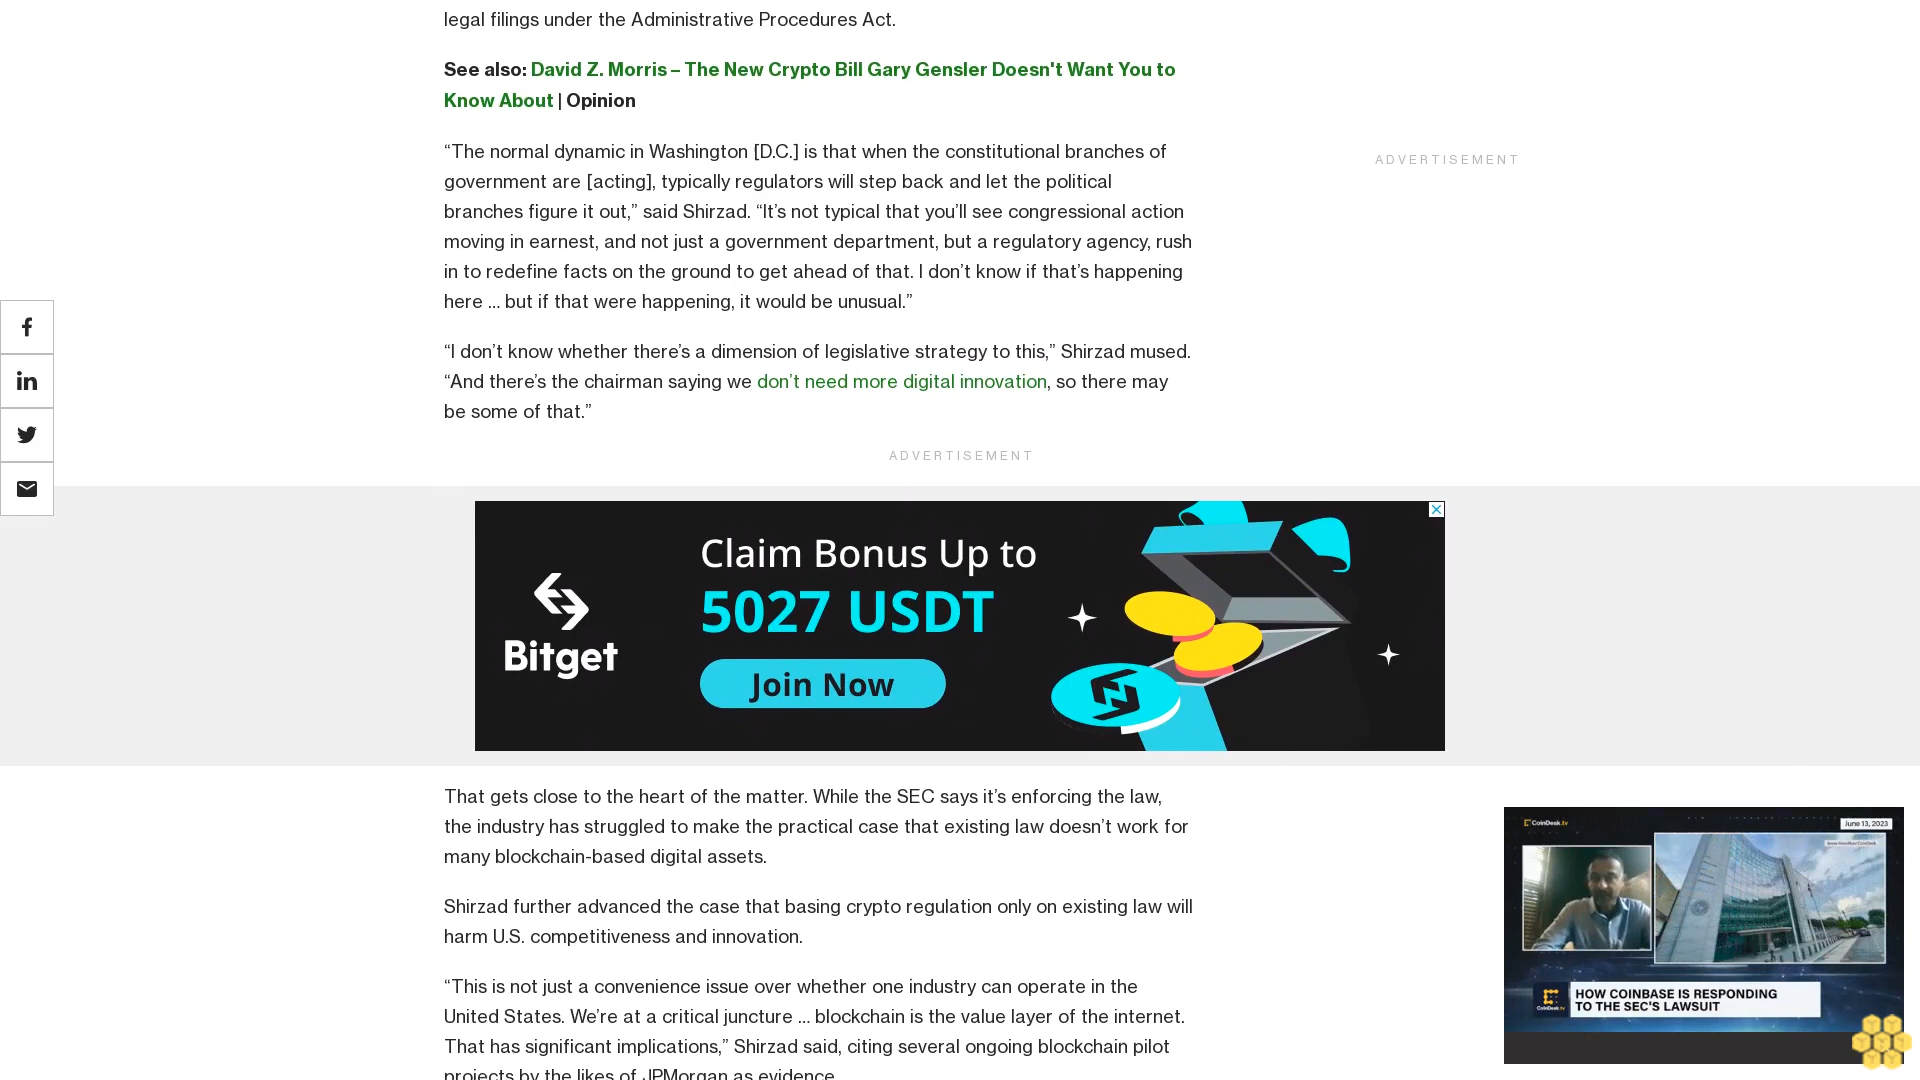 legal filings under the Administrative Procedures Act.
See also: David Z. Morris – The New Crypto Bill Gary Gensler Doesn't Want You to
Know About | Opinion
“The normal dynamic in Washington [D.C.] is that when the constitutional branches of
government are [acting], typically regulators will step back and let the political
branches figure it out,” said Shirzad. “It’s not typical that you’ll see congressional action
moving in earnest, and not just a government department, but a regulatory agency, rush
in to redefine facts on the ground to get ahead of that. I don’t know if that’s happening
here … but if that were happening, it would be unusual.”
“I don’t know whether there’s a dimension of legislative strategy to this,” Shirzad mused.
“And there’s the chairman saying we don’t need more digital innovation, so there may
be some of that.”
ADVERTISEMENT
ADVERTISEMENT
Bitget
Claim Bonus Up to
5027 USDT
Join Now
That gets close to the heart of the matter. While the SEC says it’s enforcing the law,
the industry has struggled to make the practical case that existing law doesn’t work for
many blockchain-based digital assets.
Shirzad further advanced the case that basing crypto regulation only on existing law will
harm U.S. competitiveness and innovation.
“This is not just a convenience issue over whether one industry can operate in the
United States. We’re at a critical juncture … blockchain is the value layer of the internet.
That has significant implications,” Shirzad said, citing several ongoing blockchain pilot
projects by the likes of JPMorgan as evidence.
CoinDesk.tv
June 13, 2023
CoinDesk.tv
HOW COINBASE IS RESPONDING
TO THE SEC'S LAWSUIT